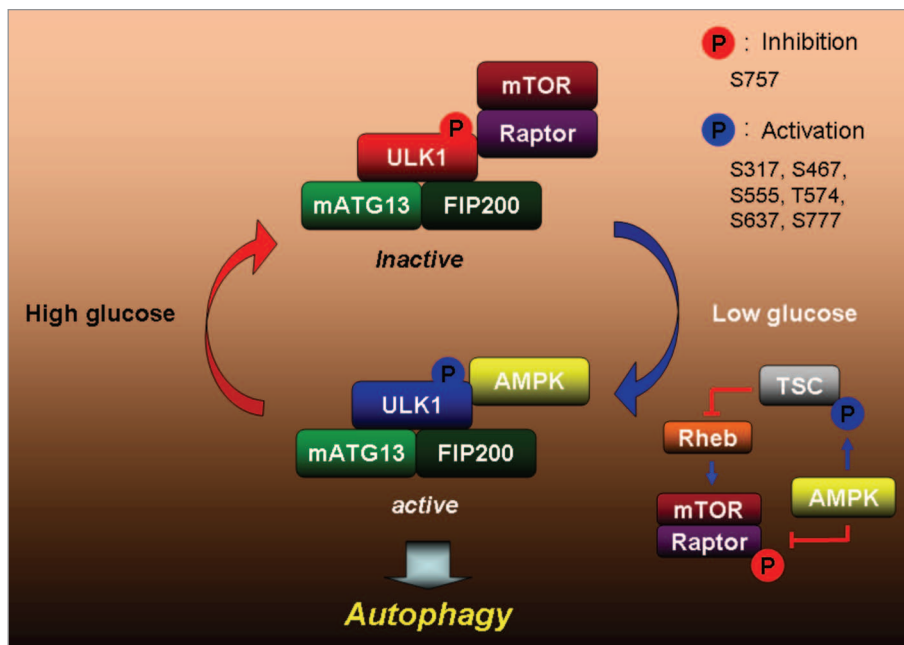 P : Inhibition
S757
P : Activation
S317, S467,
S555, T574,
S637, S777
mTOR
Raptor
P
ULK1
mATG13 FIP200
Inactive
High glucose
Low glucose
P
AMPK
ULK1
mATG13 FIP200
active
Autophagy
TSC
P
Rheb
AMPK
mTOR
Raptor
P